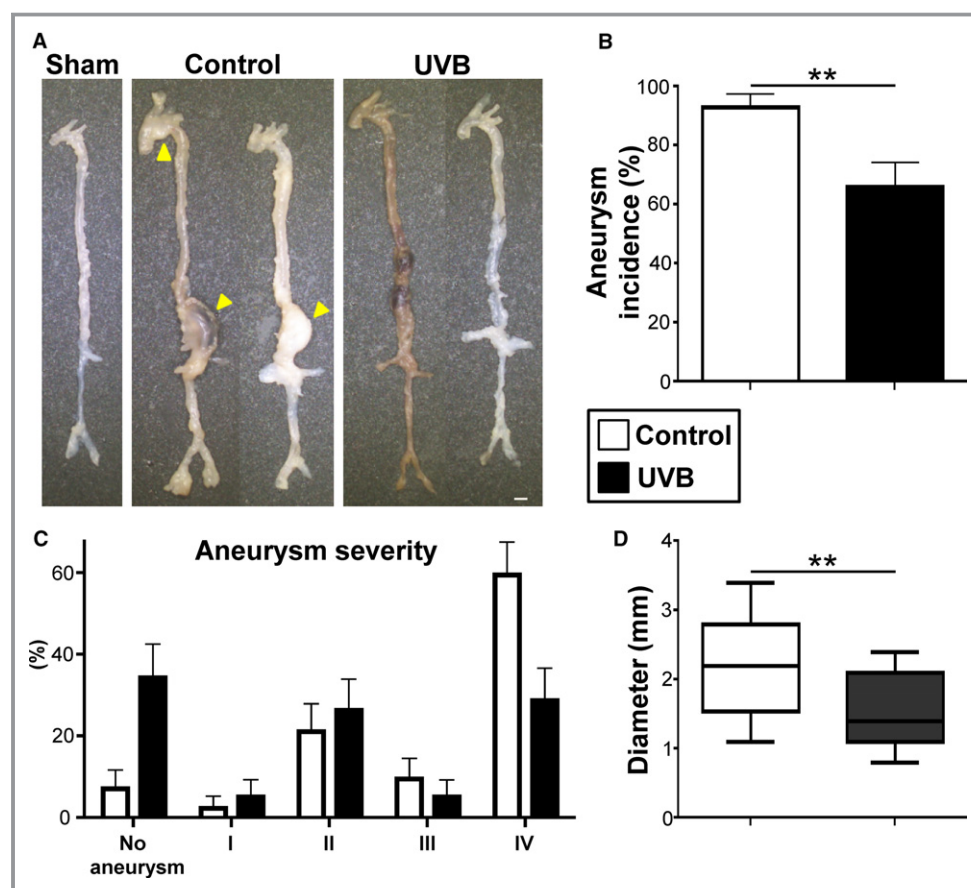 A
Sham
Control
UVB
B
**
Aneurysm
incidence (%)
100
80
60
40
20
0
Control
UVB
C
Aneurysm severity
(%)
60
40
20
0
No
aneurysm
I
II
III
IV
D
**
Diameter (mm)
4
3
2
1
0